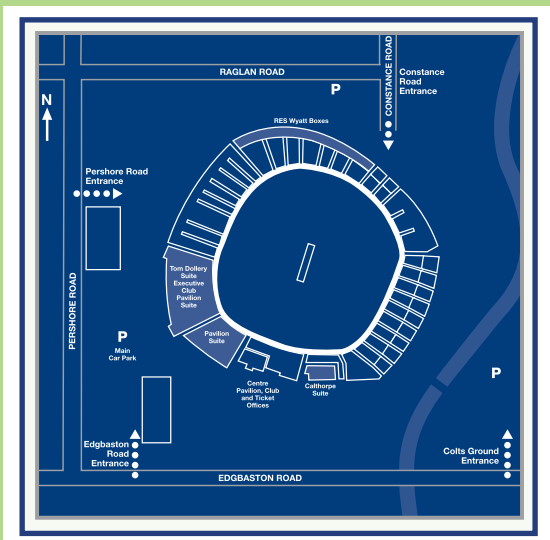 RAGLAN ROAD
CONSTANCE ROAD
Constance
Road
Entrance
P
N
RES Wyatt Boxes
Pershore Road
Entrance
PERSHORE ROAD
Tom Dollery
Suite
Executive
Club
Pavilion
Suite
Pavilion
Suite
P
Main
Car Park
Centre
Pavilion, Club
and Ticket
Offices
Calthorpe
Suite
P
Edgbaston
Road
Entrance
Colts Ground
Entrance
EDGBASTON ROAD